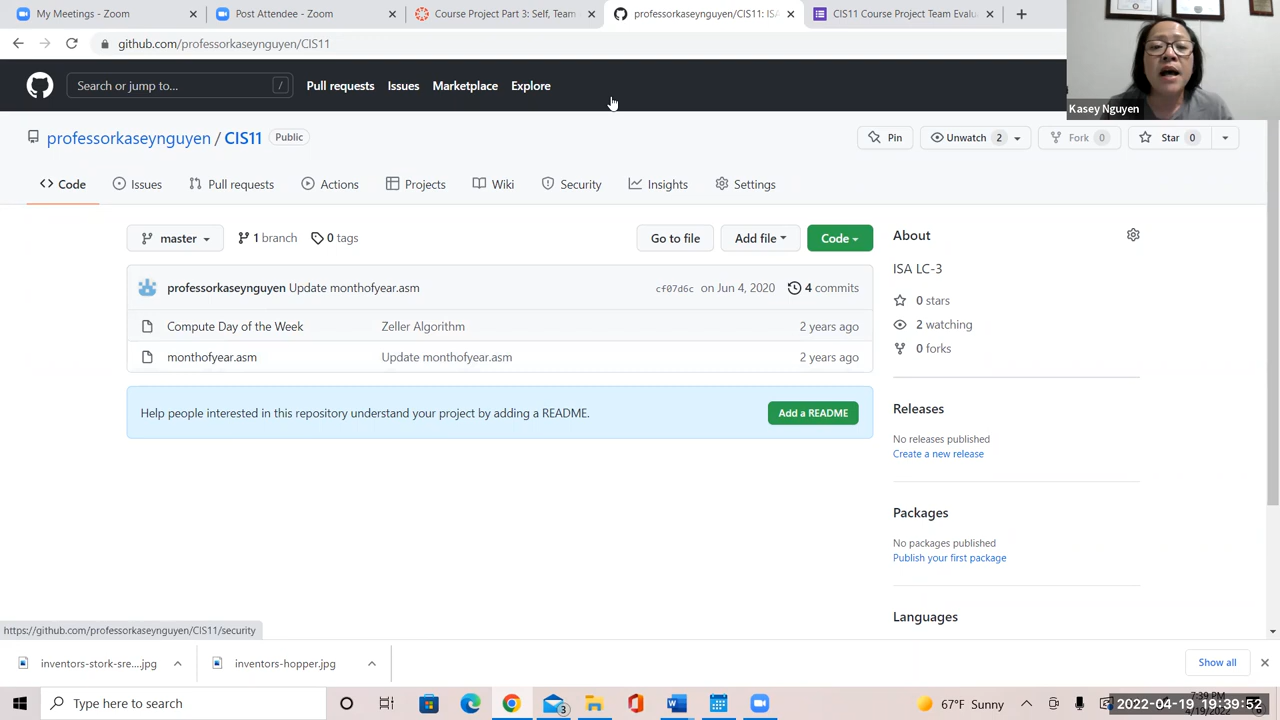 My Meetings - Zoom
Post Attendee - Zoom
Course Project Part 3: Self, Team
professorkaseynguyen/CIS11: IS
CIS11 Course Project Team Evalu
github.com/professorkaseynguyen/CIS11
Kasey Nguyen
Search or jump to... /
Pull requests Issues Marketplace Explore
professorkaseynguyen / CIS11 Public
Pin Unwatch 2 Fork 0 Star 0
Code Issues Pull requests Actions Projects Wiki Security Insights Settings
master 1 branch 0 tags Go to file Add file Code
professorkaseynguyen Update monthofyear.asm cf07d6c on Jun 4, 2020 4 commits
Compute Day of the Week Zeller Algorithm 2 years ago
monthofyear.asm Update monthofyear.asm 2 years ago
Help people interested in this repository understand your project by adding a README. Add a README
About
ISA LC-3
0 stars
2 watching
0 forks
Releases
No releases published
Create a new release
Packages
No packages published
Publish your first package
Languages
https://github.com/professorkaseynguyen/CIS11/security
inventors-stork-sre....jpg inventors-hopper.jpg Show all
Type here to search
3
67°F Sunny
7:39 PM
4/19/2022
2022-04-19 19:39:52